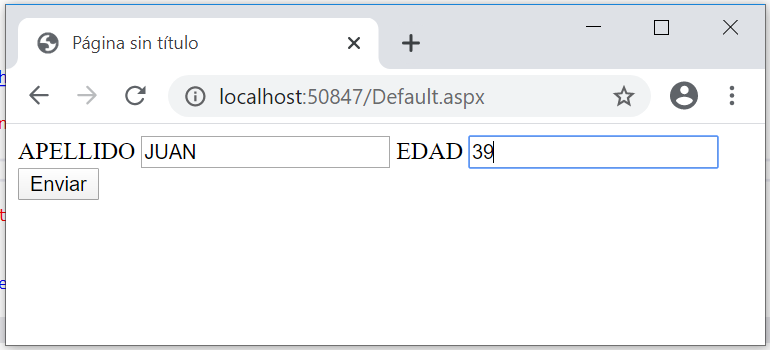 Página sin título
localhost:50847/Default.aspx
APELLIDO JUAN EDAD 39
Enviar